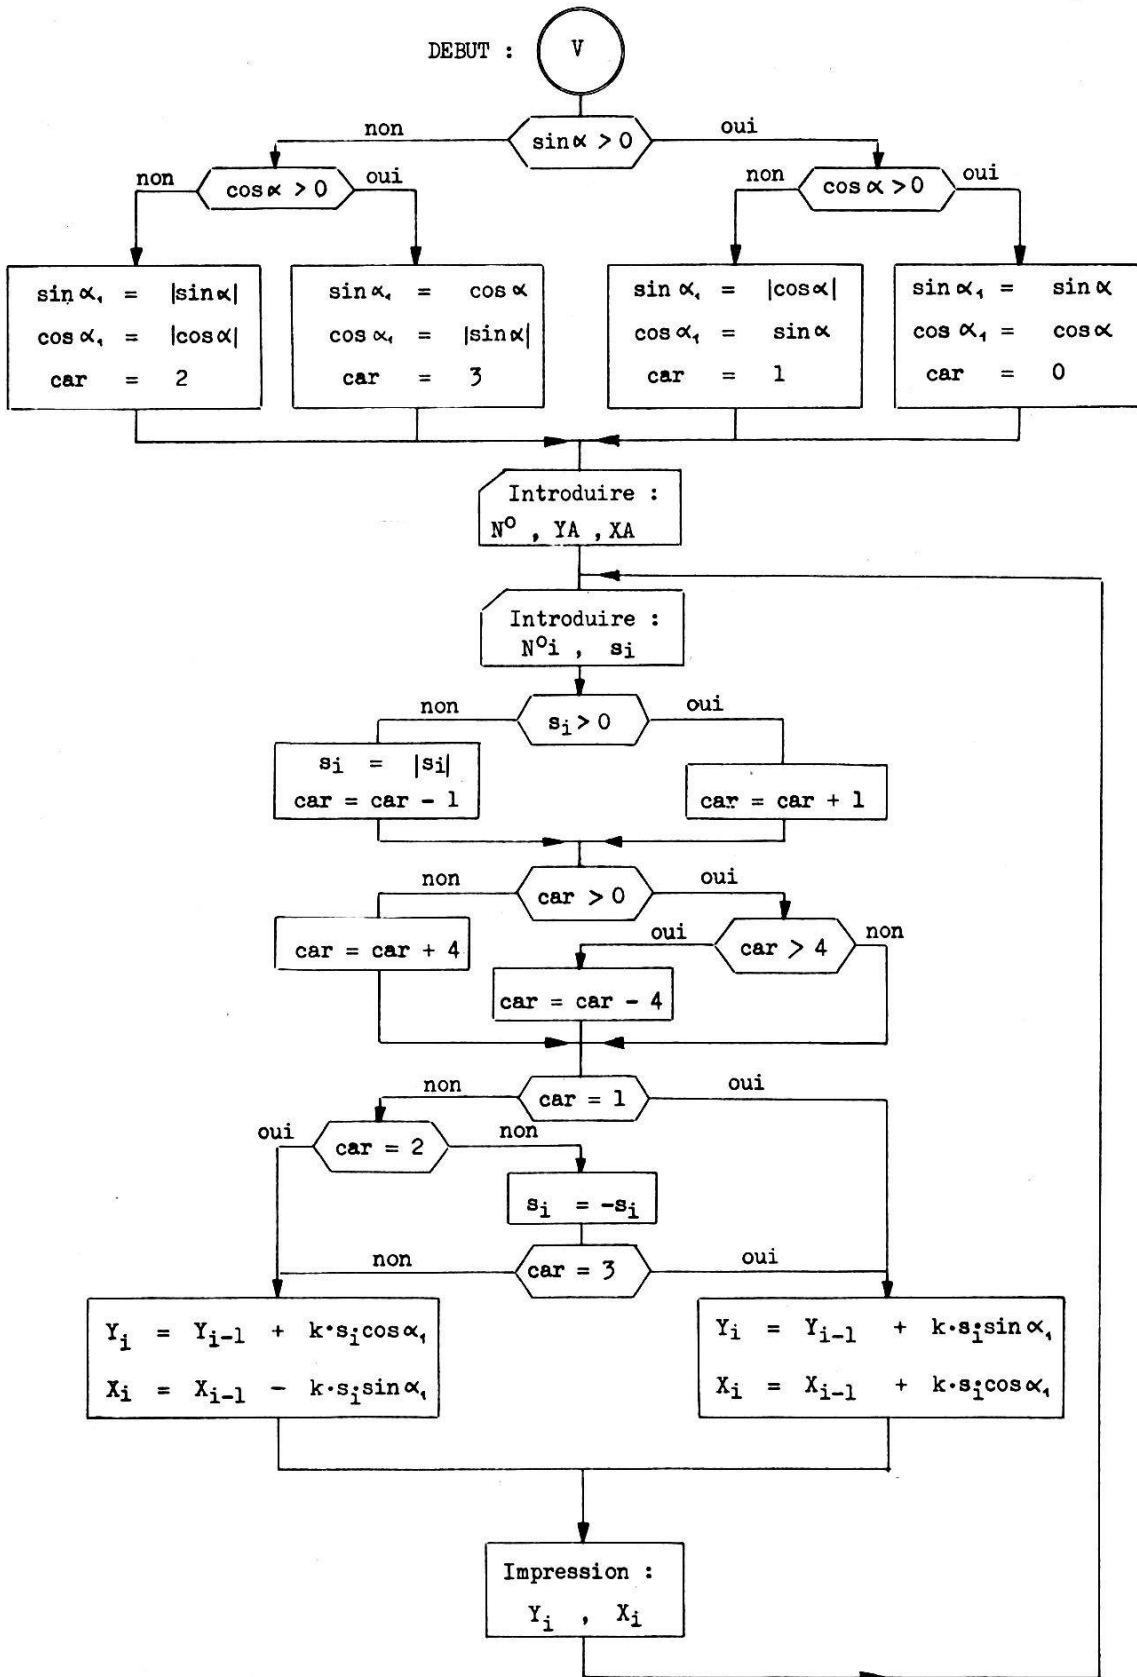 DEBUT : V
sin α > 0
non
oui
cos α > 0
non
oui
cos α > 0
non
oui
sin α₁ = |sin α|
cos α₁ = |cos α|
car = 2
sin α₁ = cos α
cos α₁ = |sin α|
car = 3
sin α₁ = |cos α|
cos α₁ = sin α
car = 1
sin α₁ = sin α
cos α₁ = cos α
car = 0
Introduire :
Nº , YA , XA
Introduire :
Nºi , si
non
si > 0
oui
si = |si|
car = car - 1
car = car + 1
non
car > 0
oui
car = car + 4
oui
car > 4
non
car = car - 4
non
car = 1
oui
oui
car = 2
non
si = -si
non
car = 3
oui
Yi = Yi-1 + k·si cos α₁
Xi = Xi-1 - k·si sin α₁
Yi = Yi-1 + k·si sin α₁
Xi = Xi-1 + k·si cos α₁
Impression :
Yi , Xi